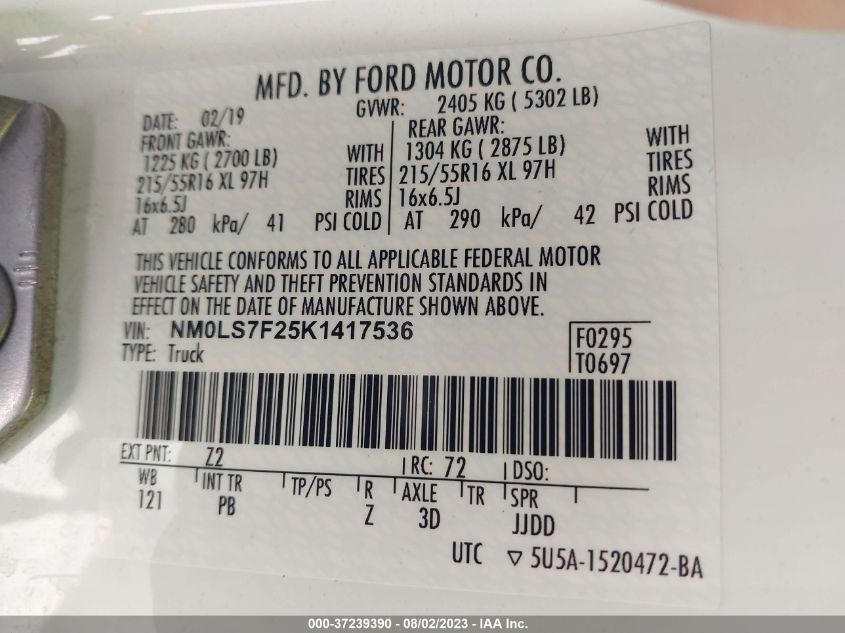 MFD. BY FORD MOTOR CO.
DATE: 02/19 GVWR: 2405 KG ( 5302 LB)
FRONT GAWR:
1225 KG ( 2700 LB) WITH
215/55R16 XL 97H TIRES
16x6.5J RIMS
AT 280 kPa/ 41 PSI COLD
REAR GAWR:
1304 KG ( 2875 LB) WITH
215/55R16 XL 97H TIRES
16x6.5J RIMS
AT 290 kPa/ 42 PSI COLD
THIS VEHICLE CONFORMS TO ALL APPLICABLE FEDERAL MOTOR
VEHICLE SAFETY AND THEFT PREVENTION STANDARDS IN
EFFECT ON THE DATE OF MANUFACTURE SHOWN ABOVE.
VIN: NM0LS7F25K1417536
TYPE: Truck
F0295
T0697
EXT PNT: Z2 RC: 72 DSO:
WB INT TR TP/PS R AXLE TR SPR
121 PB Z 3D JJDD
UTC ▽ 5U5A-1520472-BA
000-37239390 - 08/02/2023 - IAA Inc.